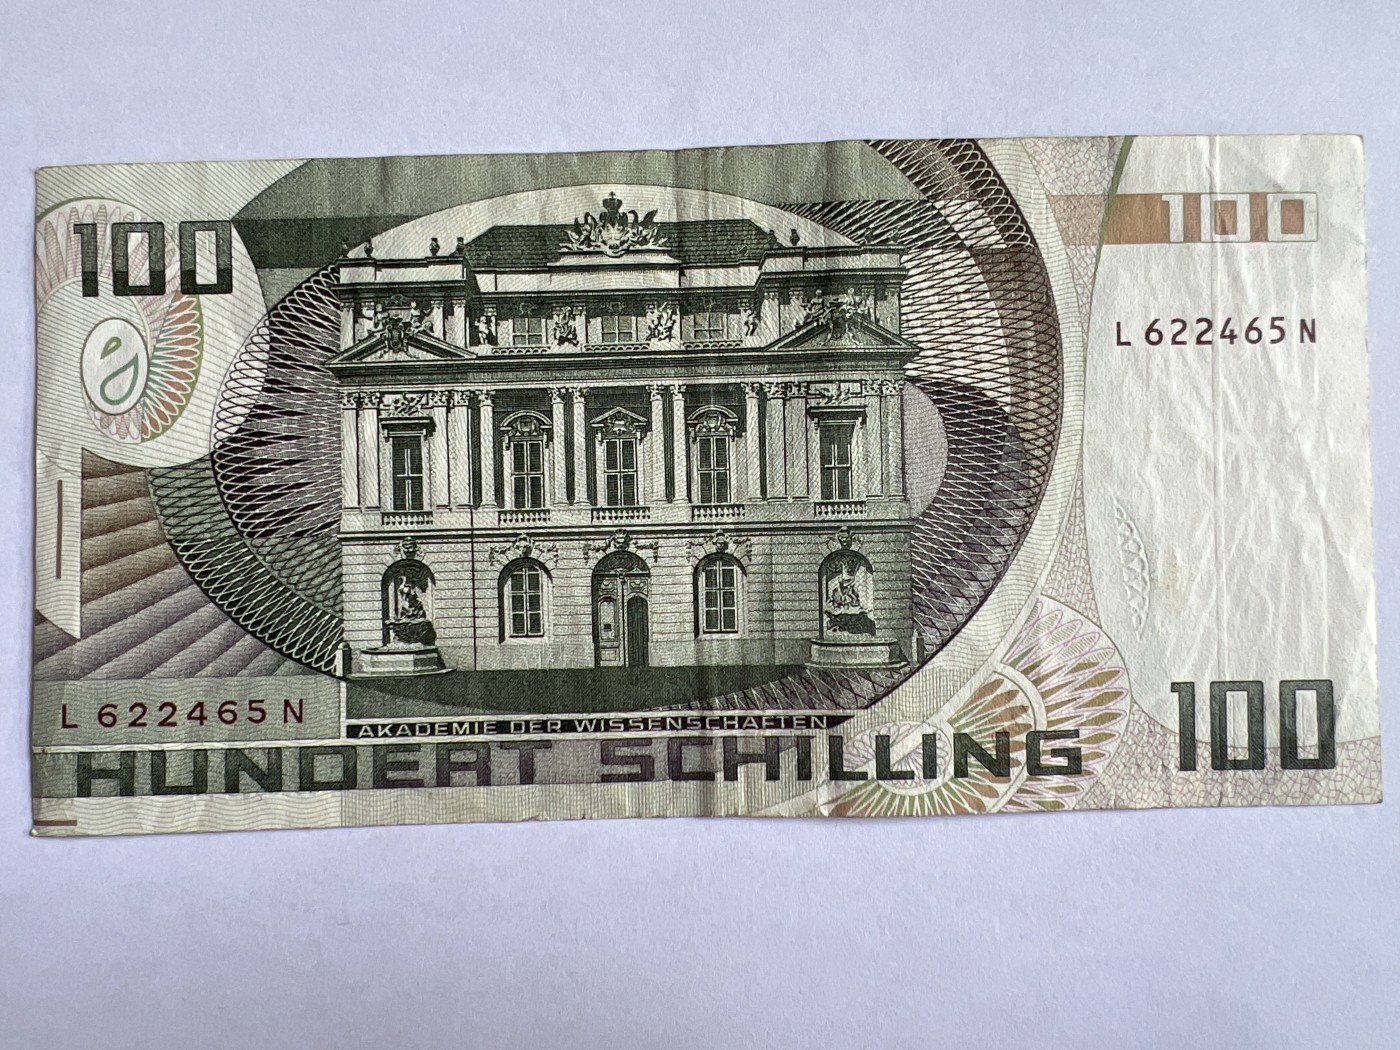 100
100
L 622465 N
L 622465 N
AKADEMIE DER WISSENSCHAFTEN
HUNDERT SCHILLING
100